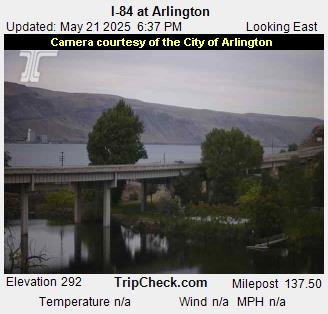 I-84 at Arlington
Updated: May 21 2025 6:37 PM Looking East
Camera courtesy of the City of Arlington
Elevation 292 TripCheck.com Milepost 137.50
Temperature n/a Wind n/a MPH n/a